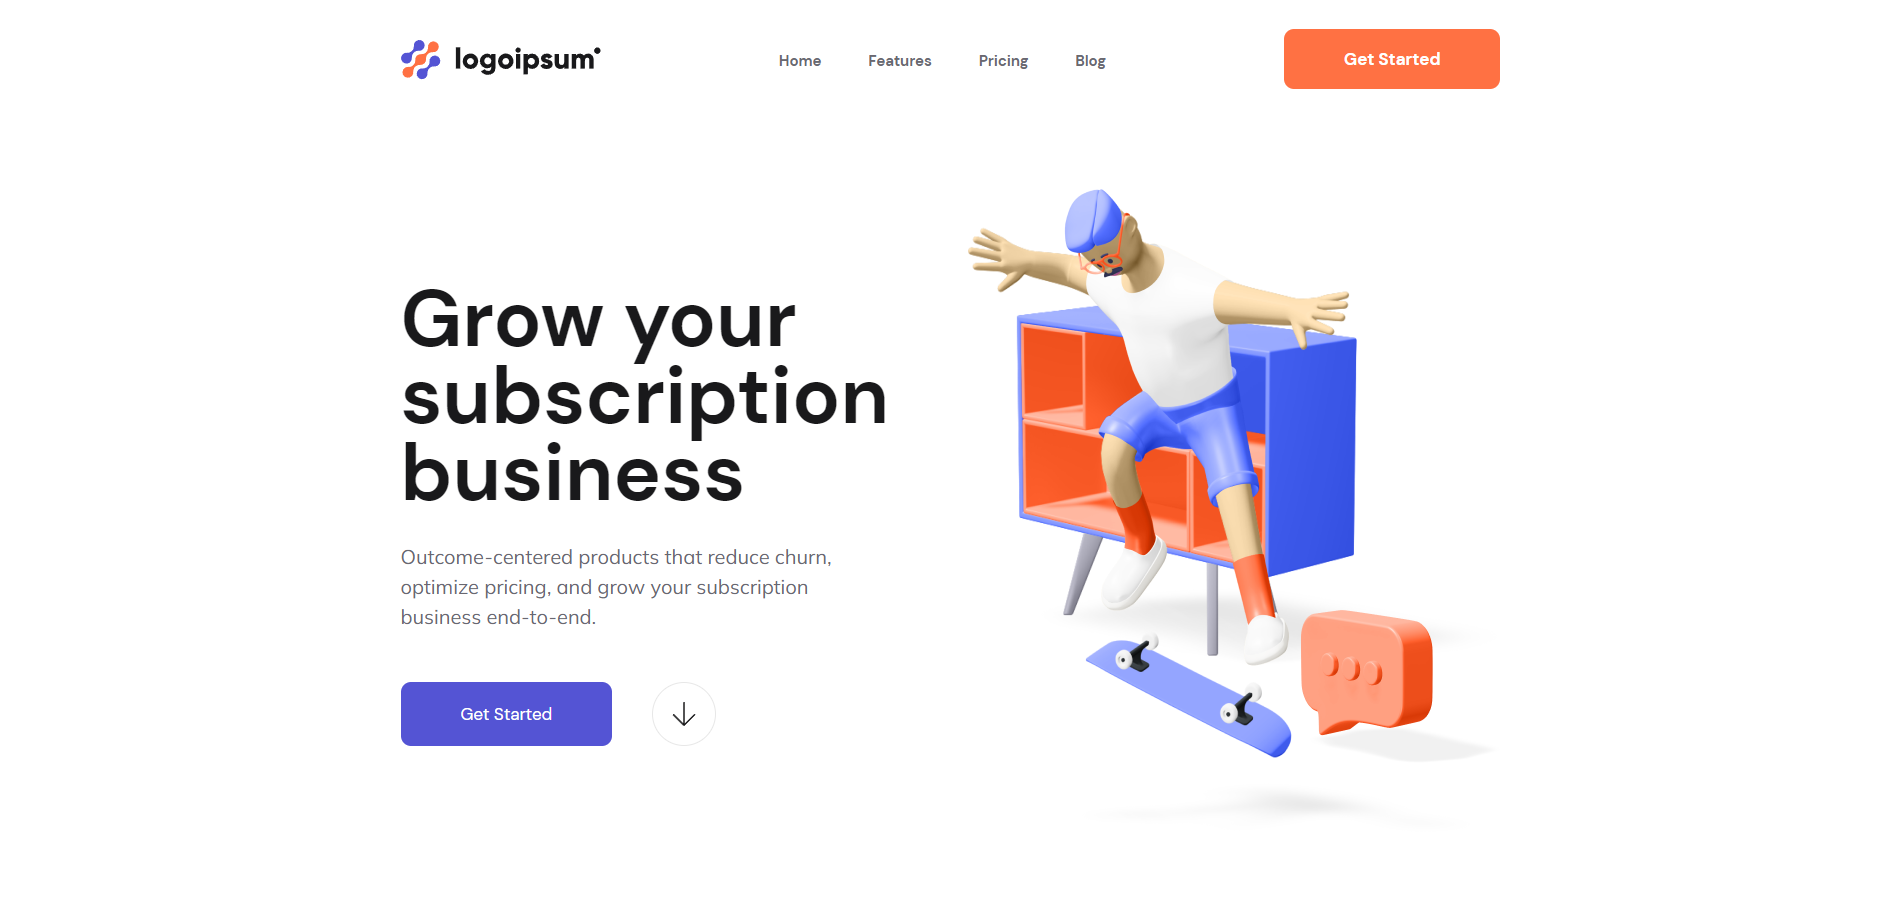 logoipsum
Home Features Pricing Blog
Get Started
Grow your
subscription
business
Outcome-centered products that reduce churn,
optimize pricing, and grow your subscription
business end-to-end.
Get Started